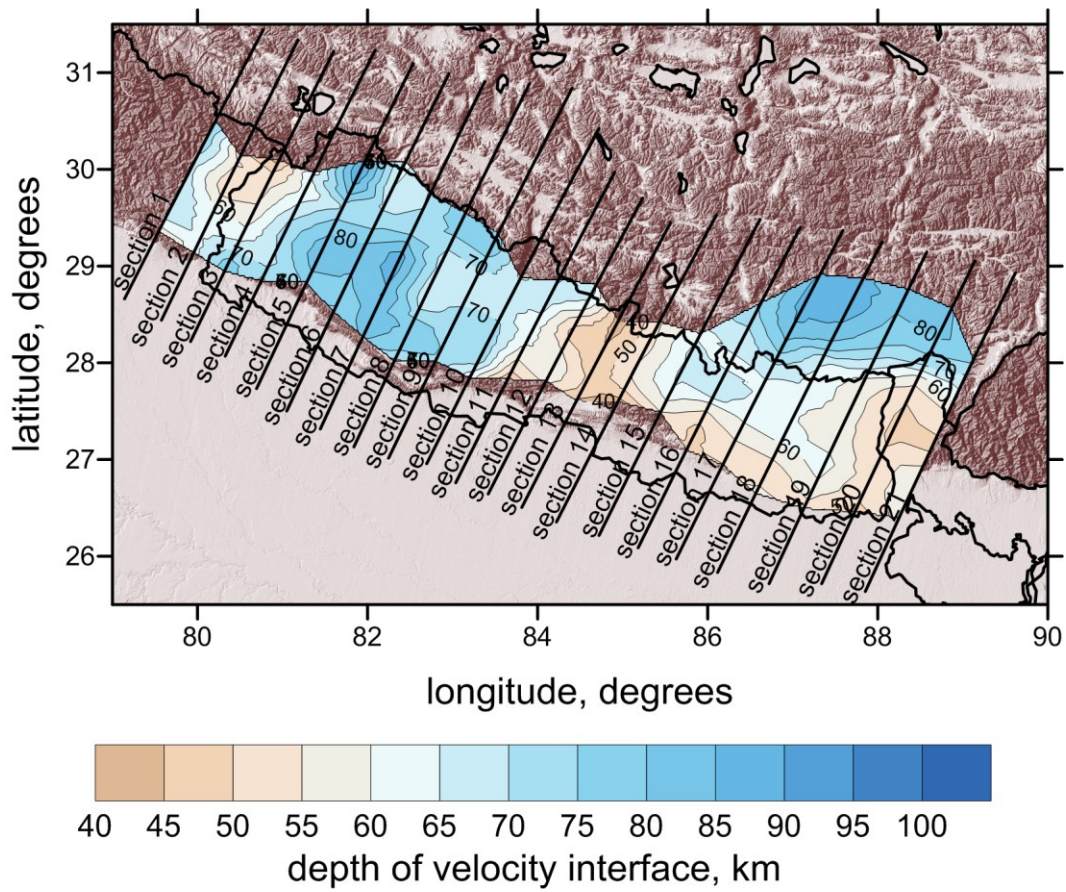 31
30
29
28
27
26
latitude, degrees
80
82
84
86
88
90
longitude, degrees
section 1
section 2
section 3
section 4
section 5
section 6
section 7
section 8
section 9
section 10
section 11
section 12
section 13
section 14
section 15
section 16
section 17
section 18
section 19
section 20
section 21
60
70
80
70
70
50
40
60
80
70
60
40 45 50 55 60 65 70 75 80 85 90 95 100
depth of velocity interface, km